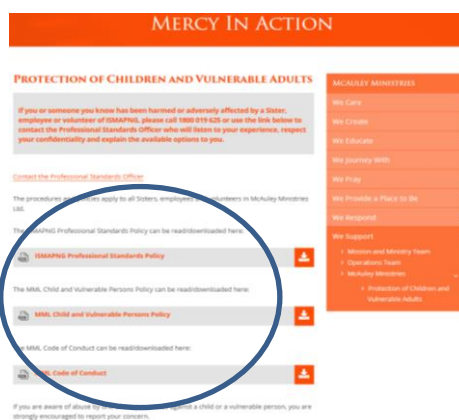 MERCY IN ACTION
PROTECTION OF CHILDREN AND VULNERABLE ADULTS
If you or someone you know has been harmed or adversely affected by a Sister,
employee or volunteer of ISMAPNG, please call 1800 019 625 or use the link below to
contact the Professional Standards Officer who will listen to your experience, respect
your confidentiality and explain the available options to you.
Contact the Professional Standards Officer
The procedures and policies apply to all Sisters, employees and volunteers in McAuley Ministries
Ltd.
The ISMAPNG Professional Standards Policy can be read/downloaded here:
ISMAPNG Professional Standards Policy
The MML Child and Vulnerable Persons Policy can be read/downloaded here:
MML Child and Vulnerable Persons Policy
The MML Code of Conduct can be read/downloaded here:
MML Code of Conduct
If you are aware of abuse by against a child or a vulnerable person, you are
strongly encouraged to report your concern.
MCAULEY MINISTRIES
We Care
We Create
We Educate
We Journey With
We Pray
We Provide a Place to Be
We Respond
We Support
Mission and Ministry Team
Operations Team
McAuley Ministries
Protection of Children and
Vulnerable Adults